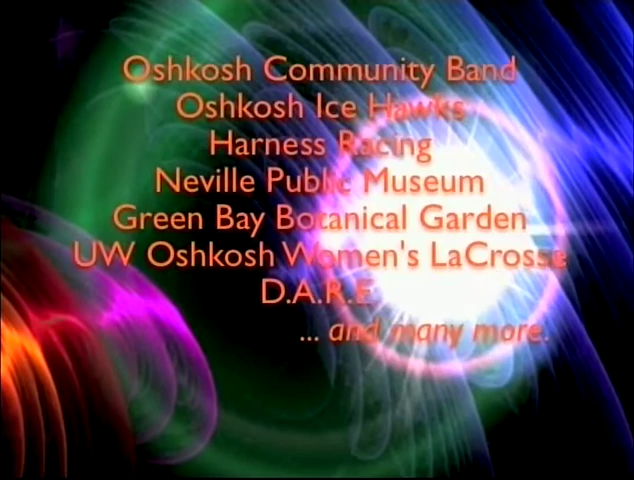 Oshkosh Community Band
Oshkosh Ice Hawks
Harness Racing
Neville Public Museum
Green Bay Botanical Garden
UW Oshkosh Women's LaCrosse
D.A.R.E.
... and many more.